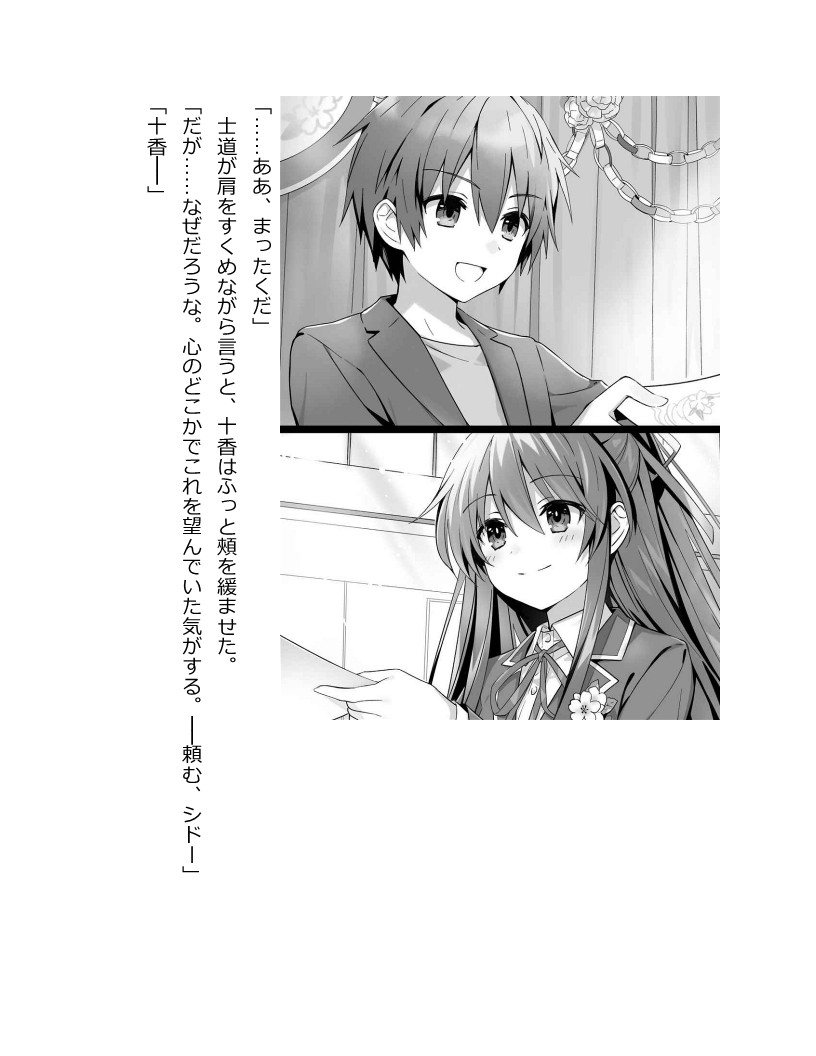 「……ああ、まったくだ」
　士道が肩をすくめながら言うと、十香はふっと頰を緩ませた。
「だが……なぜだろうな。心のどこかでこれを望んでいた気がする。――頼む、シドー」
「十香――」